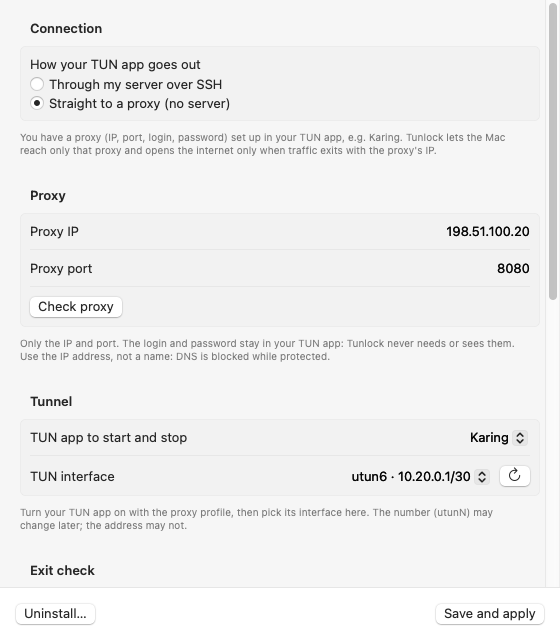 Connection
How your TUN app goes out
Through my server over SSH
Straight to a proxy (no server)
You have a proxy (IP, port, login, password) set up in your TUN app, e.g. Karing. Tunlock lets the Mac
reach only that proxy and opens the internet only when traffic exits with the proxy's IP.
Proxy
Proxy IP 198.51.100.20
Proxy port 8080
Check proxy
Only the IP and port. The login and password stay in your TUN app: Tunlock never needs or sees them.
Use the IP address, not a name: DNS is blocked while protected.
Tunnel
TUN app to start and stop Karing
TUN interface utun6 · 10.20.0.1/30
Turn your TUN app on with the proxy profile, then pick its interface here. The number (utunN) may
change later; the address may not.
Exit check
Uninstall... Save and apply